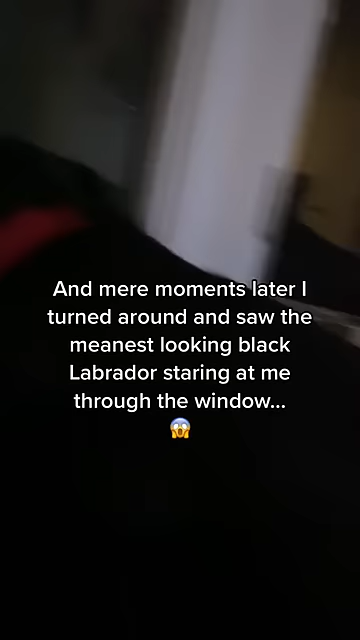 And mere moments later I
turned around and saw the
meanest looking black
Labrador staring at me
through the window...
😱